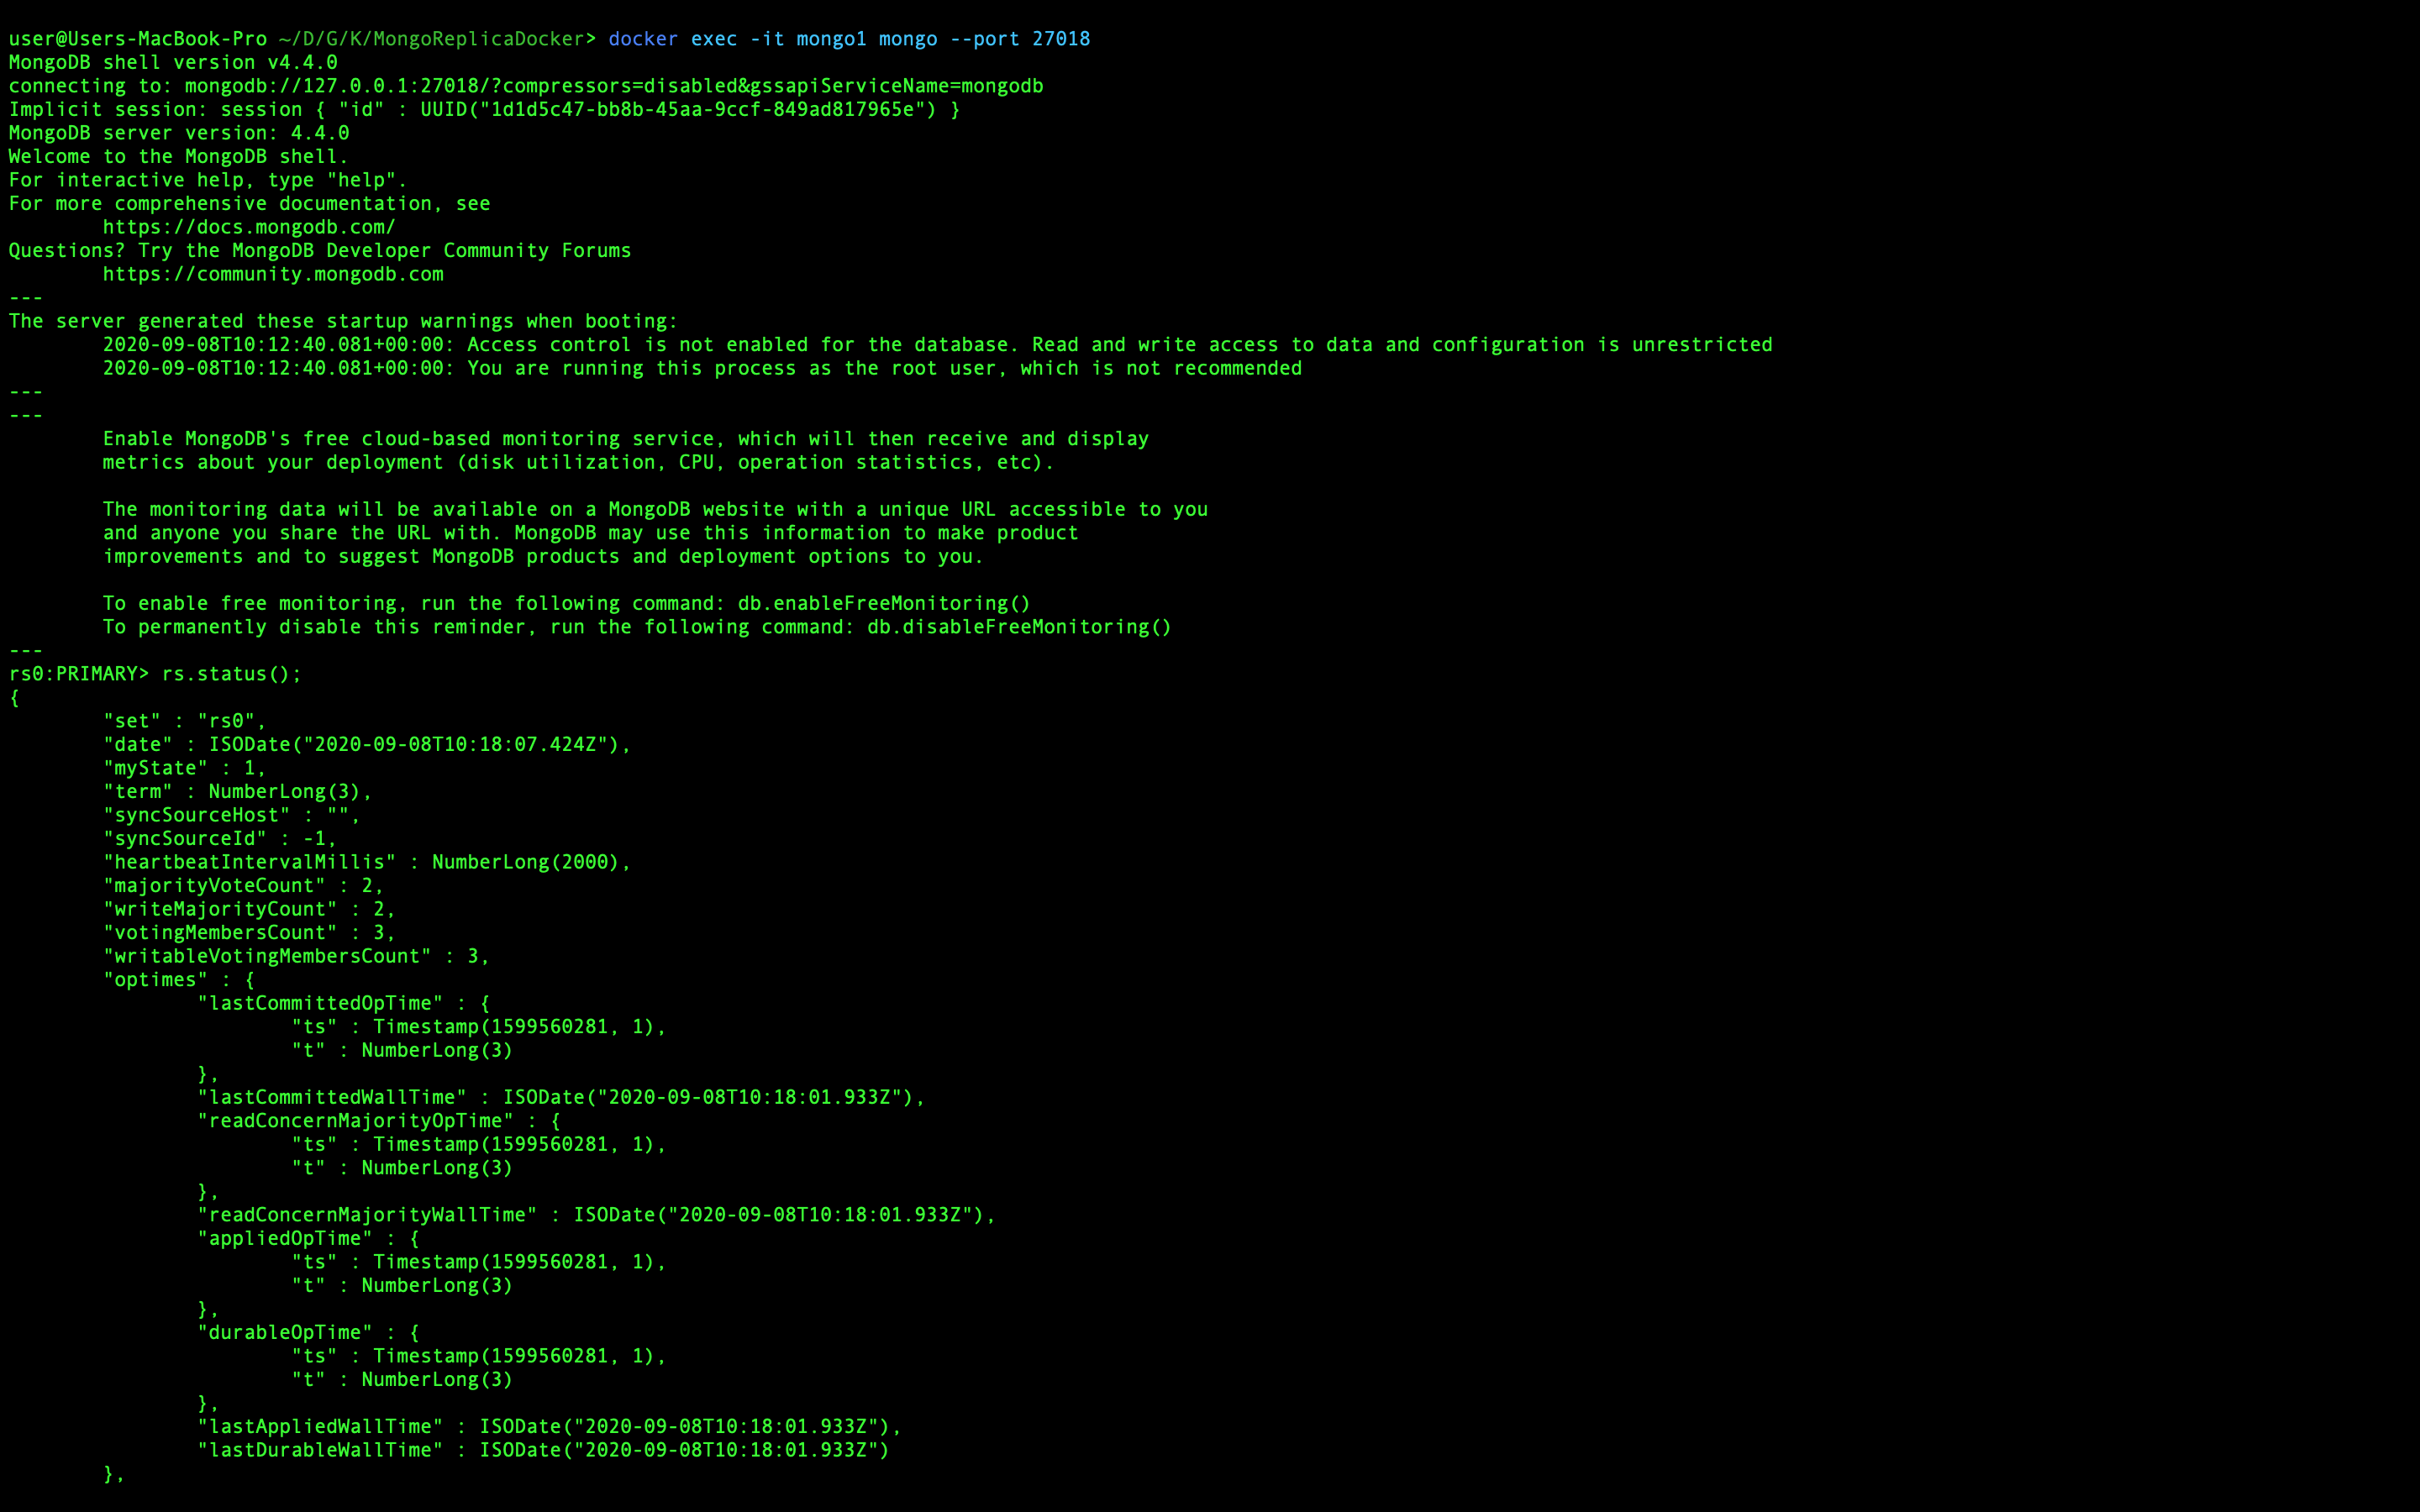 user@Users-MacBook-Pro ~/D/G/K/MongoReplicaDocker> docker exec -it mongo1 mongo --port 27018
MongoDB shell version v4.4.0
connecting to: mongodb://127.0.0.1:27018/?compressors=disabled&gssapiServiceName=mongodb
Implicit session: session { "id" : UUID("1d1d5c47-bb8b-45aa-9ccf-849ad817965e") }
MongoDB server version: 4.4.0
Welcome to the MongoDB shell.
For interactive help, type "help".
For more comprehensive documentation, see
        https://docs.mongodb.com/
Questions? Try the MongoDB Developer Community Forums
        https://community.mongodb.com
---
The server generated these startup warnings when booting:
        2020-09-08T10:12:40.081+00:00: Access control is not enabled for the database. Read and write access to data and configuration is unrestricted
        2020-09-08T10:12:40.081+00:00: You are running this process as the root user, which is not recommended
---
---
        Enable MongoDB's free cloud-based monitoring service, which will then receive and display
        metrics about your deployment (disk utilization, CPU, operation statistics, etc).

        The monitoring data will be available on a MongoDB website with a unique URL accessible to you
        and anyone you share the URL with. MongoDB may use this information to make product
        improvements and to suggest MongoDB products and deployment options to you.

        To enable free monitoring, run the following command: db.enableFreeMonitoring()
        To permanently disable this reminder, run the following command: db.disableFreeMonitoring()
---
rs0:PRIMARY> rs.status();
{
        "set" : "rs0",
        "date" : ISODate("2020-09-08T10:18:07.424Z"),
        "myState" : 1,
        "term" : NumberLong(3),
        "syncSourceHost" : "",
        "syncSourceId" : -1,
        "heartbeatIntervalMillis" : NumberLong(2000),
        "majorityVoteCount" : 2,
        "writeMajorityCount" : 2,
        "votingMembersCount" : 3,
        "writableVotingMembersCount" : 3,
        "optimes" : {
                "lastCommittedOpTime" : {
                        "ts" : Timestamp(1599560281, 1),
                        "t" : NumberLong(3)
                },
                "lastCommittedWallTime" : ISODate("2020-09-08T10:18:01.933Z"),
                "readConcernMajorityOpTime" : {
                        "ts" : Timestamp(1599560281, 1),
                        "t" : NumberLong(3)
                },
                "readConcernMajorityWallTime" : ISODate("2020-09-08T10:18:01.933Z"),
                "appliedOpTime" : {
                        "ts" : Timestamp(1599560281, 1),
                        "t" : NumberLong(3)
                },
                "durableOpTime" : {
                        "ts" : Timestamp(1599560281, 1),
                        "t" : NumberLong(3)
                },
                "lastAppliedWallTime" : ISODate("2020-09-08T10:18:01.933Z"),
                "lastDurableWallTime" : ISODate("2020-09-08T10:18:01.933Z")
        },